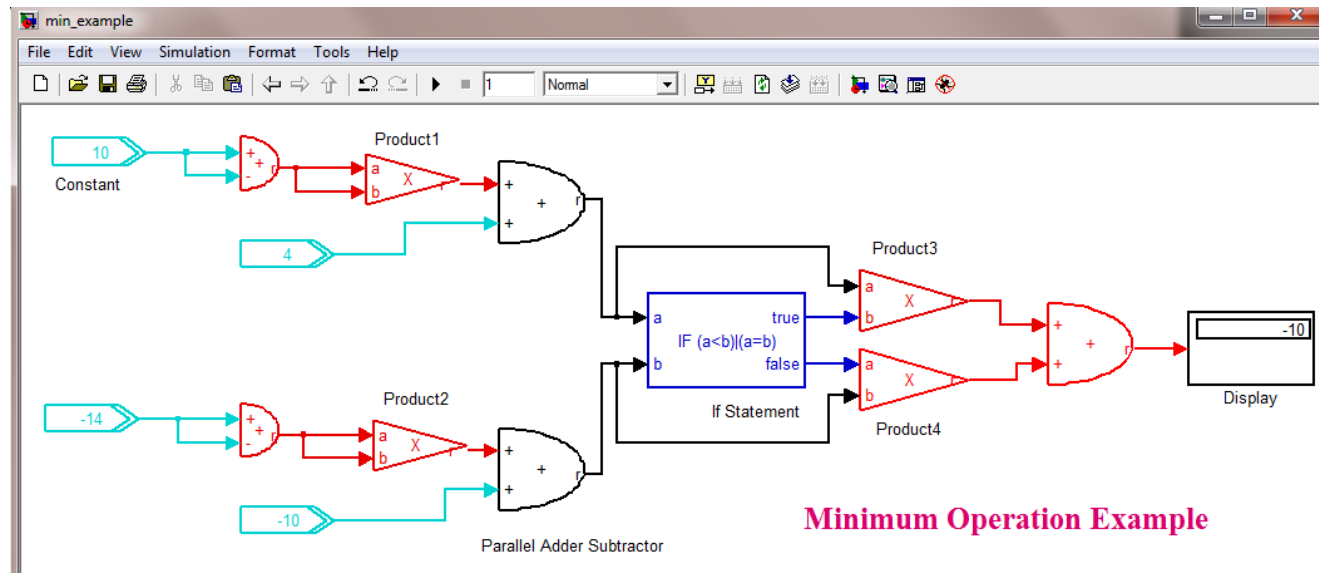 min_example
File Edit View Simulation Format Tools Help
1 Normal
Product1
10
+
-
+
r
a
b
X
r
+
+
+
r
Constant
4
Product3
a
b
X
r
a
b
IF (a<b)|(a=b)
true
false
+
+
+
r
-10
Display
a
b
X
r
Product4
If Statement
Product2
-14
+
-
+
r
a
b
X
r
+
+
+
r
-10
Minimum Operation Example
Parallel Adder Subtractor